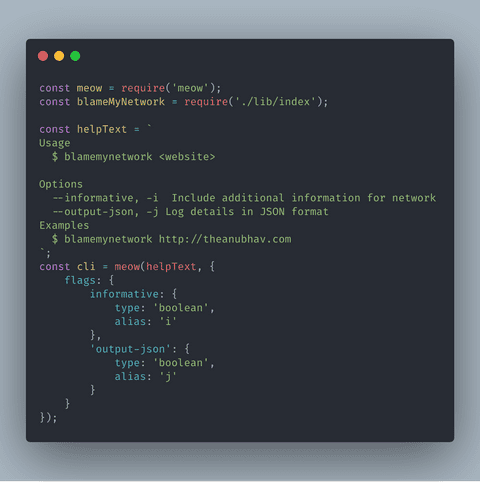 const meow = require('meow');
const blameMyNetwork = require('./lib/index');

const helpText = `
Usage
  $ blamemynetwork <website>

Options
  --informative, -i  Include additional information for network
  --output-json, -j Log details in JSON format
Examples
  $ blamemynetwork http://theanubhav.com
`;
const cli = meow(helpText, {
    flags: {
        informative: {
            type: 'boolean',
            alias: 'i'
        },
        'output-json': {
            type: 'boolean',
            alias: 'j'
        }
    }
});